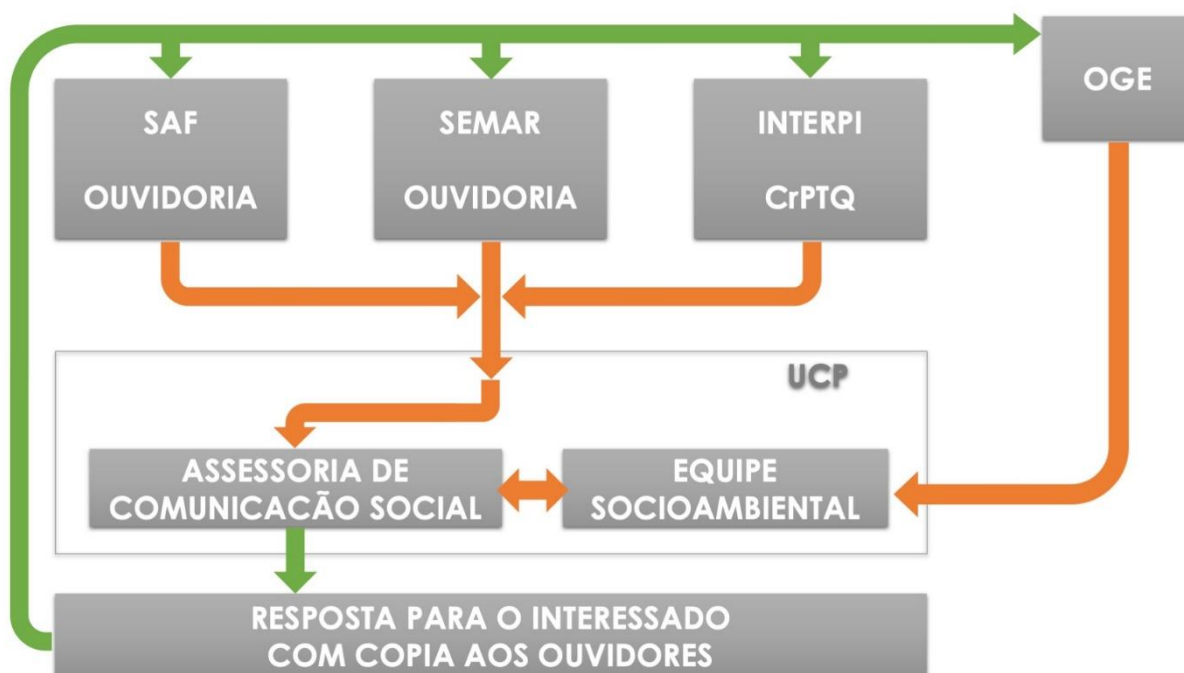 SAF
OUVIDORIA
SEMAR
OUVIDORIA
INTERPI
CrPTQ
OGE
UCP
ASSESSORIA DE
COMUNICAÇÃO SOCIAL
EQUIPE
SOCIOAMBIENTAL
RESPOSTA PARA O INTERESSADO
COM COPIA AOS OUVIDORES